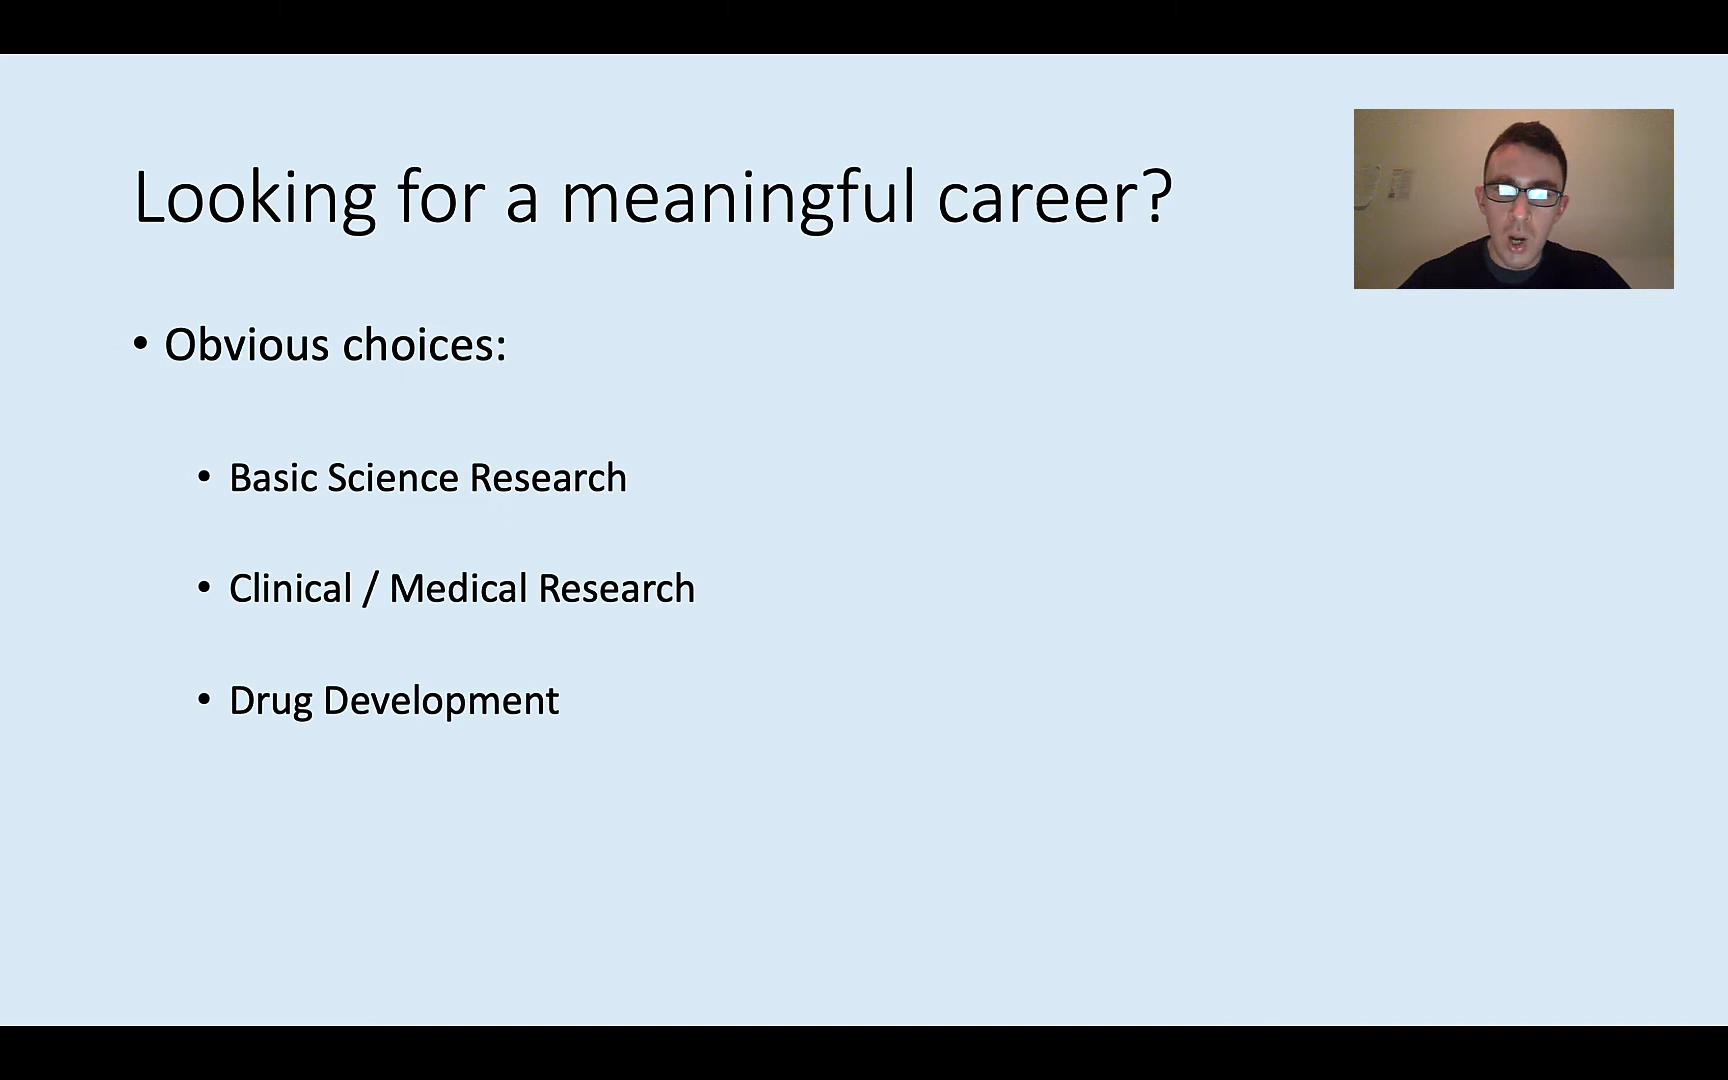 Looking for a meaningful career?
• Obvious choices:
• Basic Science Research
• Clinical / Medical Research
• Drug Development